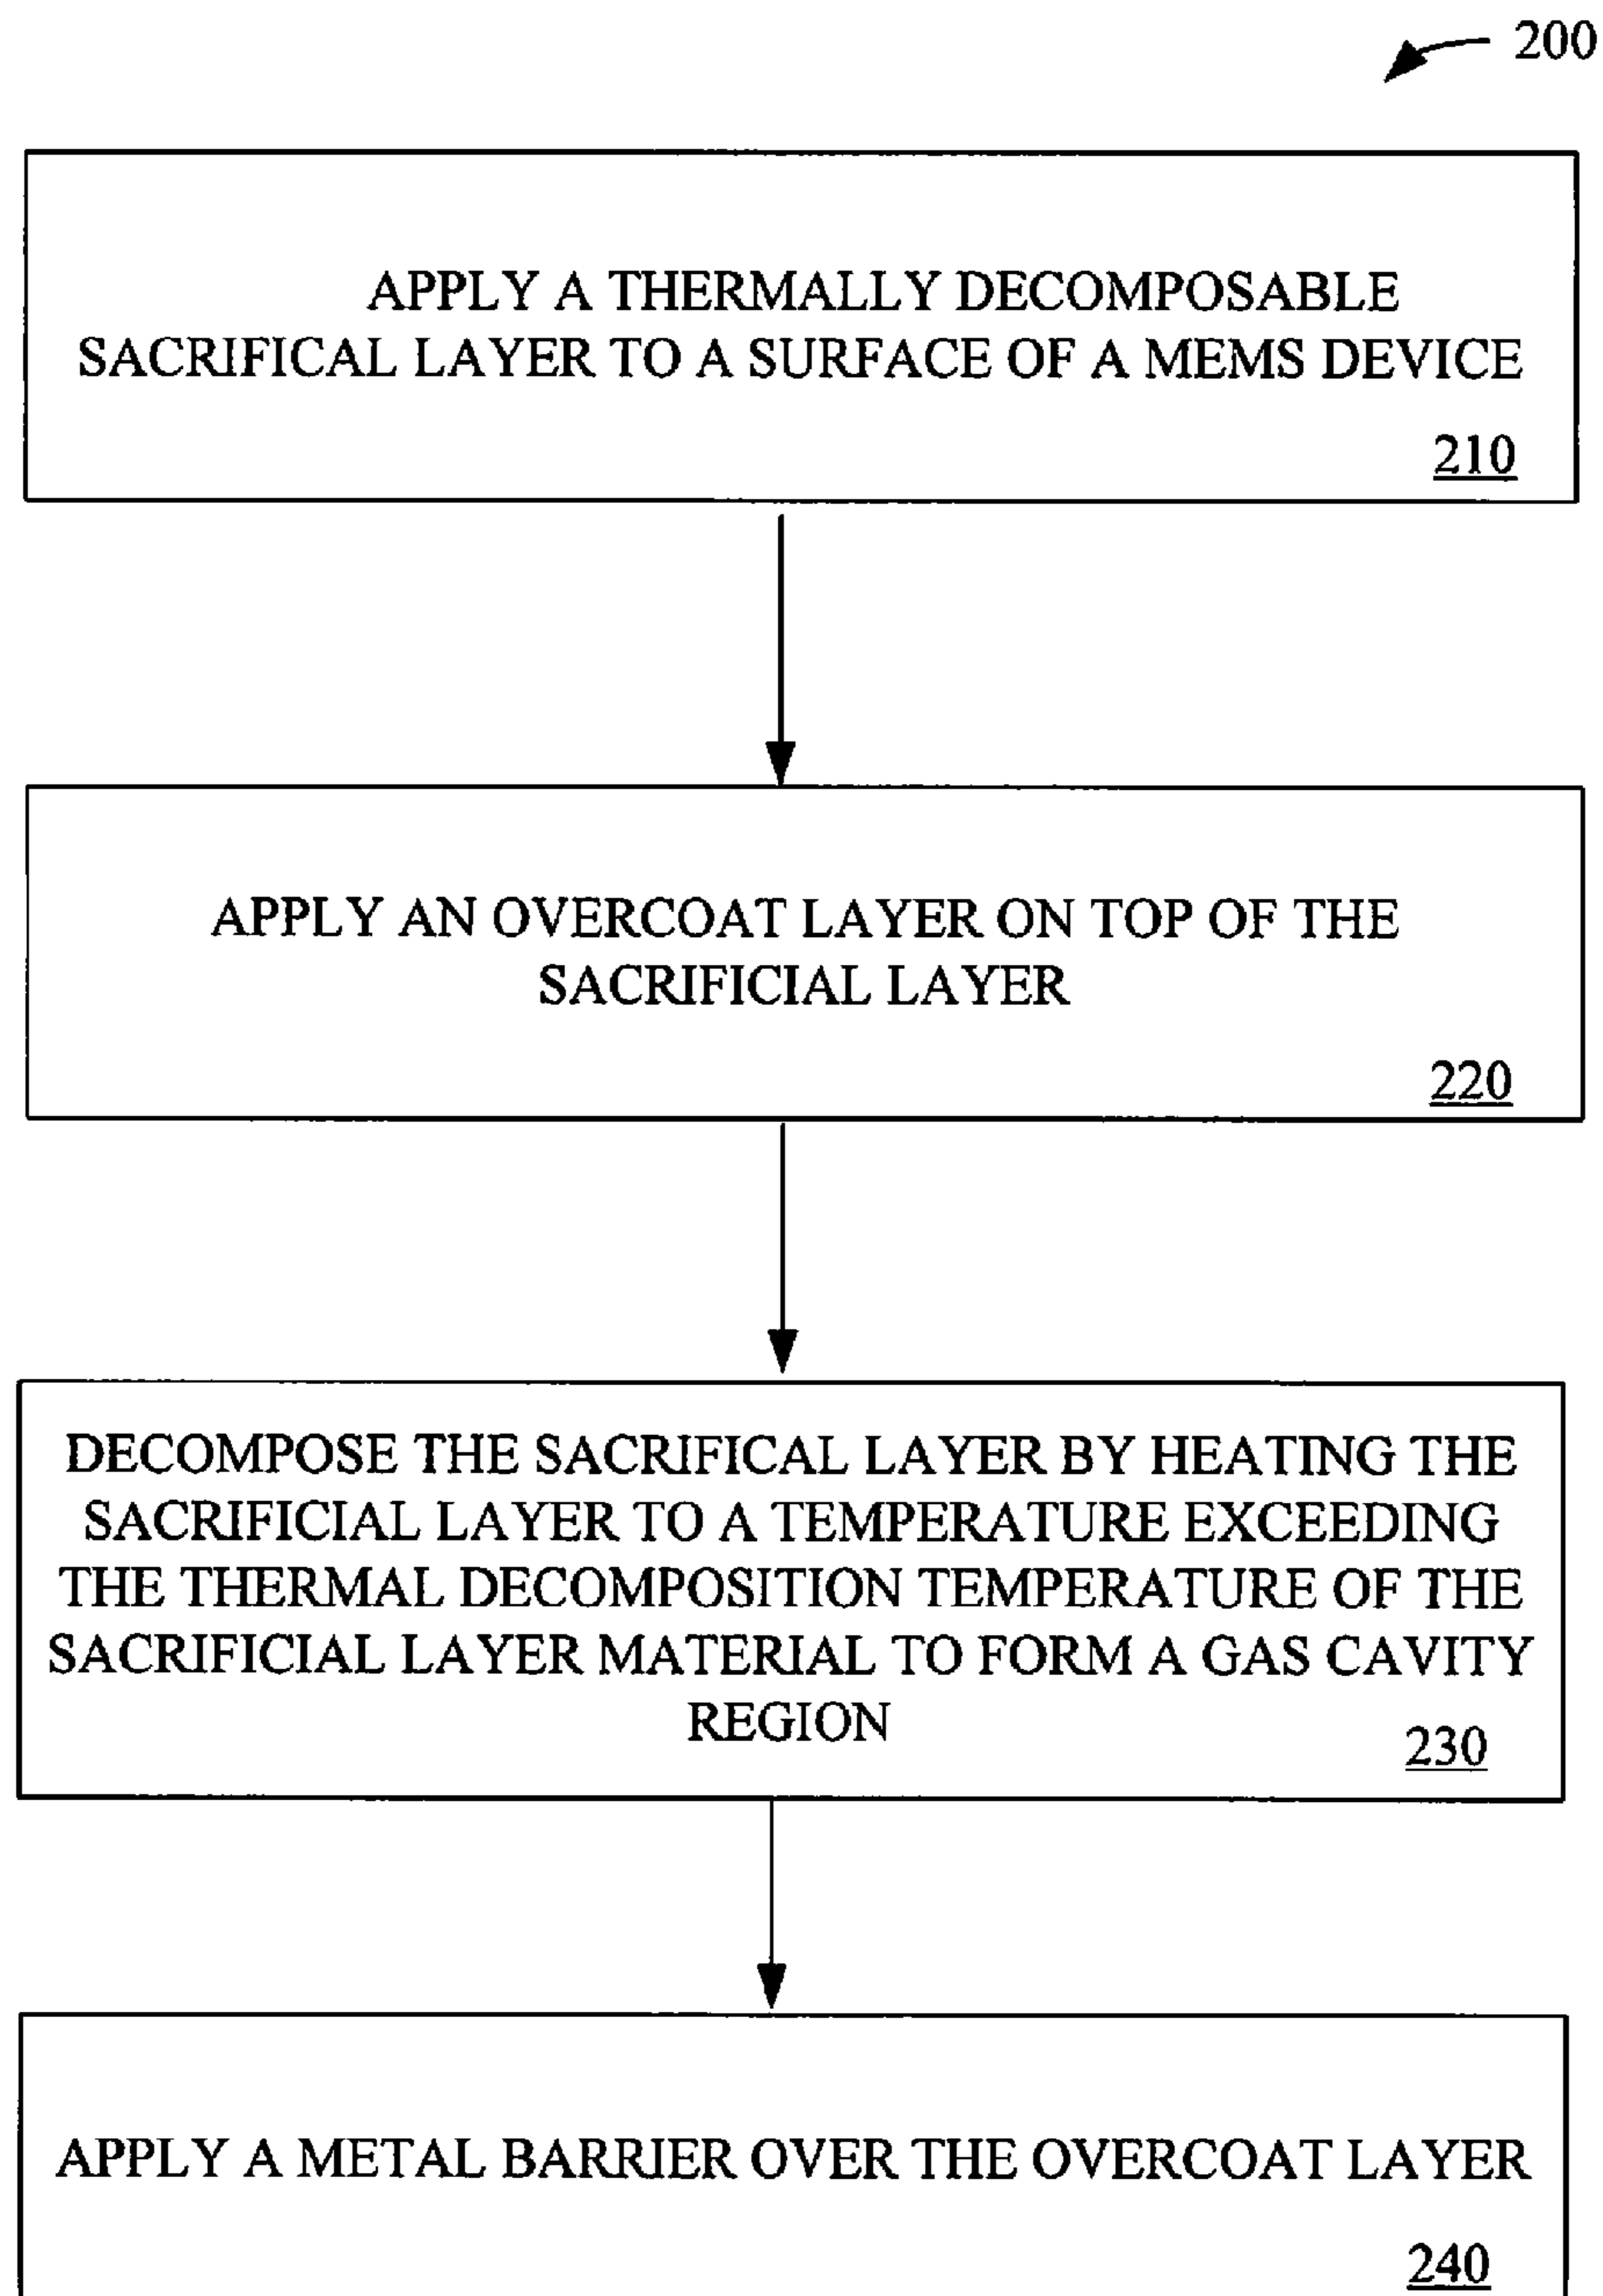 200
APPLY A THERMALLY DECOMPOSABLE
SACRIFICAL LAYER TO A SURFACE OF A MEMS DEVICE
210
APPLY AN OVERCOAT LAYER ON TOP OF THE
SACRIFICIAL LAYER
220
DECOMPOSE THE SACRIFICAL LAYER BY HEATING THE
SACRIFICIAL LAYER TO A TEMPERATURE EXCEEDING
THE THERMAL DECOMPOSITION TEMPERATURE OF THE
SACRIFICIAL LAYER MATERIAL TO FORM A GAS CAVITY
REGION
230
APPLY A METAL BARRIER OVER THE OVERCOAT LAYER
240